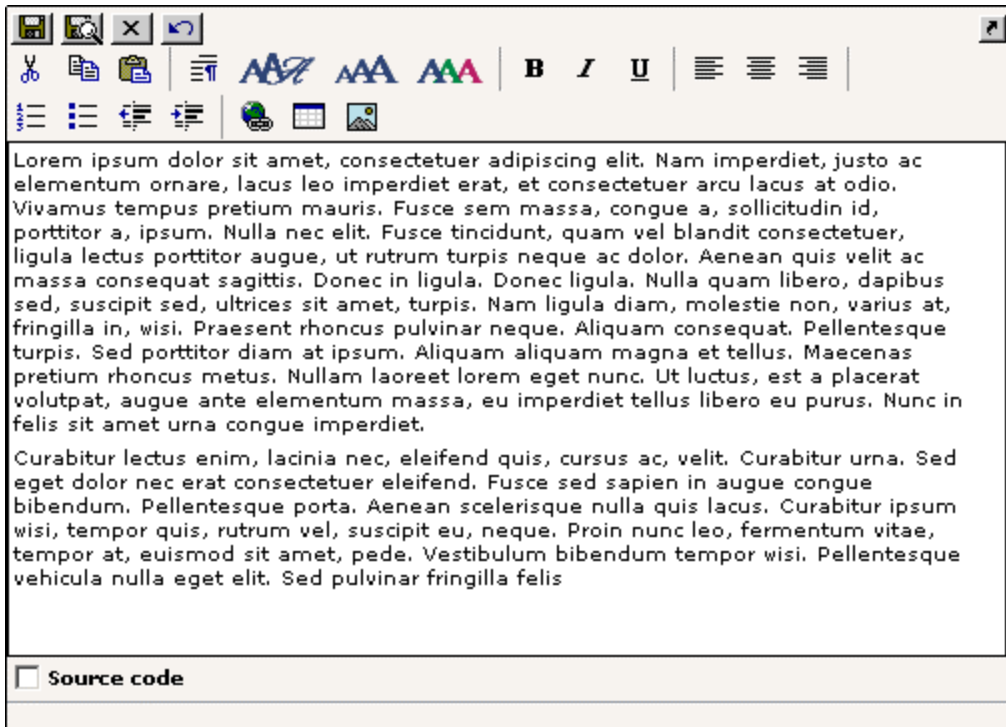 B I U
Lorem ipsum dolor sit amet, consectetuer adipiscing elit. Nam imperdiet, justo ac
elementum ornare, lacus leo imperdiet erat, et consectetuer arcu lacus at odio.
Vivamus tempus pretium mauris. Fusce sem massa, congue a, sollicitudin id,
porttitor a, ipsum. Nulla nec elit. Fusce tincidunt, quam vel blandit consectetuer,
ligula lectus porttitor augue, ut rutrum turpis neque ac dolor. Aenean quis velit ac
massa consequat sagittis. Donec in ligula. Donec ligula. Nulla quam libero, dapibus
sed, suscipit sed, ultrices sit amet, turpis. Nam ligula diam, molestie non, varius at,
fringilla in, wisi. Praesent rhoncus pulvinar neque. Aliquam consequat. Pellentesque
turpis. Sed porttitor diam at ipsum. Aliquam aliquam magna et tellus. Maecenas
pretium rhoncus metus. Nullam laoreet lorem eget nunc. Ut luctus, est a placerat
volutpat, augue ante elementum massa, eu imperdiet tellus libero eu purus. Nunc in
felis sit amet urna congue imperdiet.
Curabitur lectus enim, lacinia nec, eleifend quis, cursus ac, velit. Curabitur urna. Sed
eget dolor nec erat consectetuer eleifend. Fusce sed sapien in augue congue
bibendum. Pellentesque porta. Aenean scelerisque nulla quis lacus. Curabitur ipsum
wisi, tempor quis, rutrum vel, suscipit eu, neque. Proin nunc leo, fermentum vitae,
tempor at, euismod sit amet, pede. Vestibulum bibendum tempor wisi. Pellentesque
vehicula nulla eget elit. Sed pulvinar fringilla felis
Source code